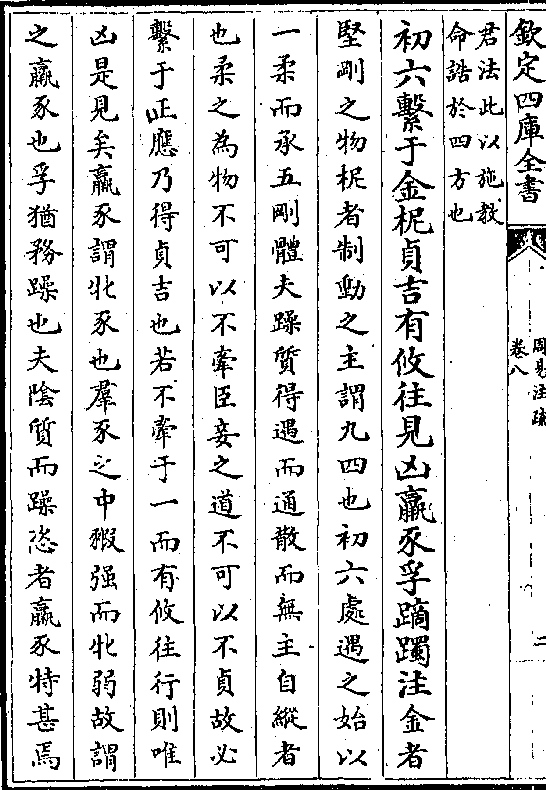 欽定四庫全書
周易注疏
卷八
二
君法此以施教
命誥於四方也
初六繫于金柅貞吉有攸往見凶羸豕孚蹢躅注金者
堅剛之物柅者制動之主謂九四也初六處遇之始以
一柔而承五剛體夫躁質得遇而通散而無主自縱者
也柔之為物不可以不牽臣妾之道不可以不貞故必
繫于正應乃得貞吉也若不牽于一而有攸往行則唯
凶是見矣羸豕謂牝豕也羣豕之中豭强而牝弱故謂
之羸豕也孚猶務躁也夫陰質而躁恣者羸豕特甚焉